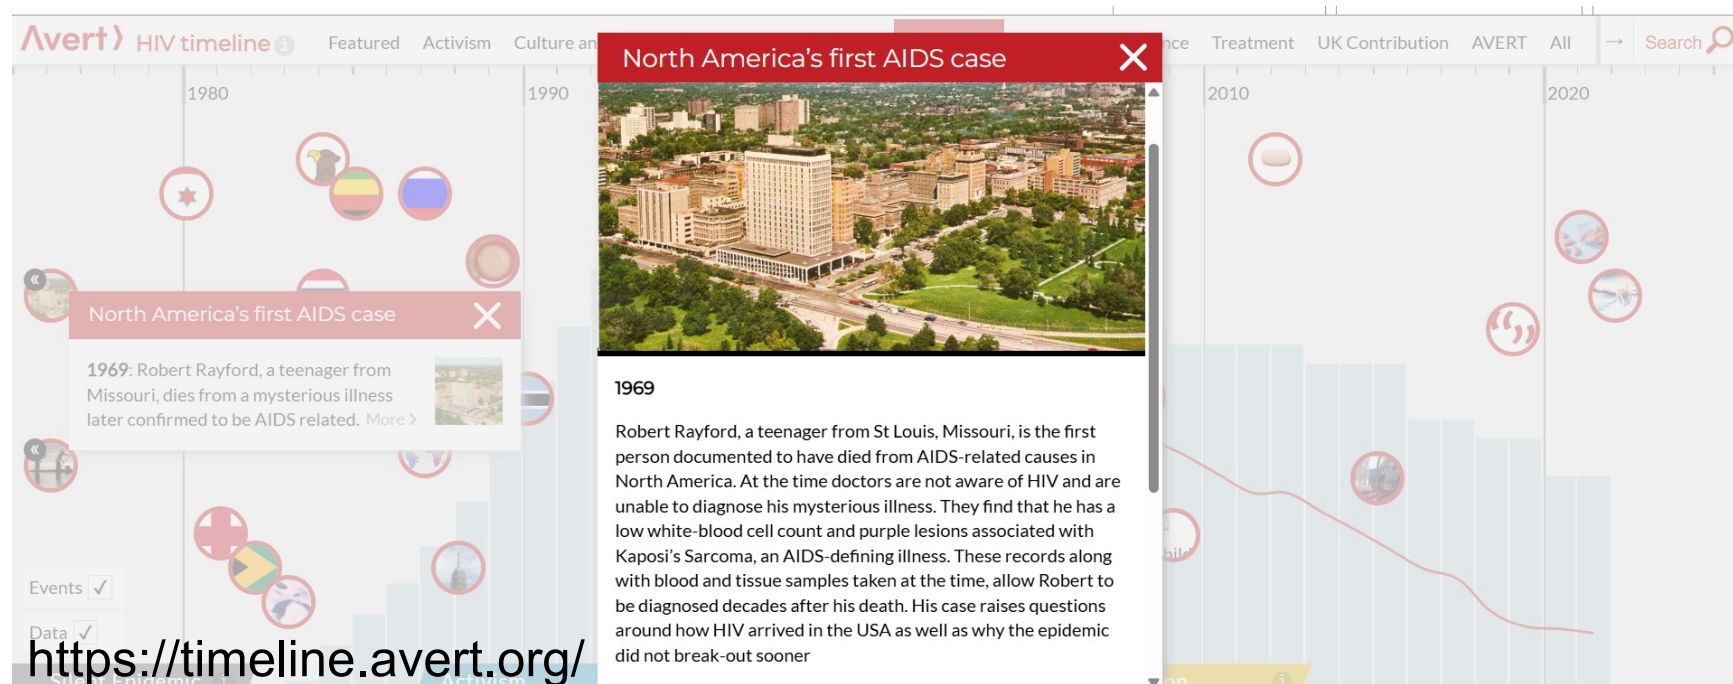 Avert HIV timeline i Featured Activism Culture an nce Treatment UK Contribution AVERT All → Search
North America's first AIDS case
1980
1990
2010
2020
North America's first AIDS case
1969: Robert Rayford, a teenager from
Missouri, dies from a mysterious illness
later confirmed to be AIDS related. More
1969
Robert Rayford, a teenager from St Louis, Missouri, is the first
person documented to have died from AIDS-related causes in
North America. At the time doctors are not aware of HIV and are
unable to diagnose his mysterious illness. They find that he has a
low white-blood cell count and purple lesions associated with
Kaposi's Sarcoma, an AIDS-defining illness. These records along
with blood and tissue samples taken at the time, allow Robert to
be diagnosed decades after his death. His case raises questions
around how HIV arrived in the USA as well as why the epidemic
did not break-out sooner
Events
Data
https://timeline.avert.org/
Silent Epidemic i
Activism
on i